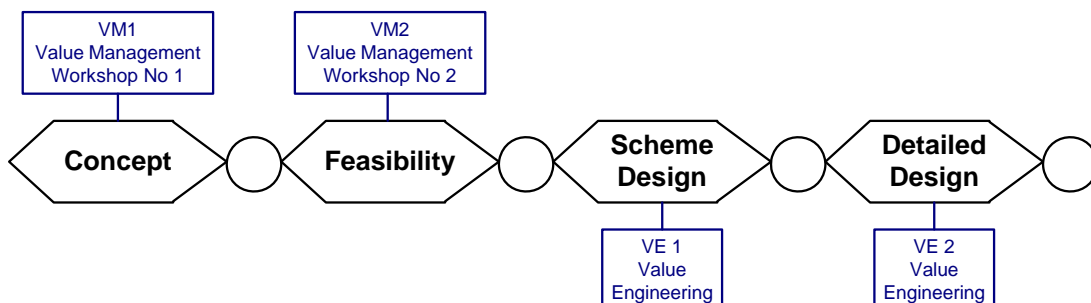 VM1
Value Management
Workshop No 1
VM2
Value Management
Workshop No 2
Concept
Feasibility
Scheme
Design
Detailed
Design
VE 1
Value
Engineering
VE 2
Value
Engineering